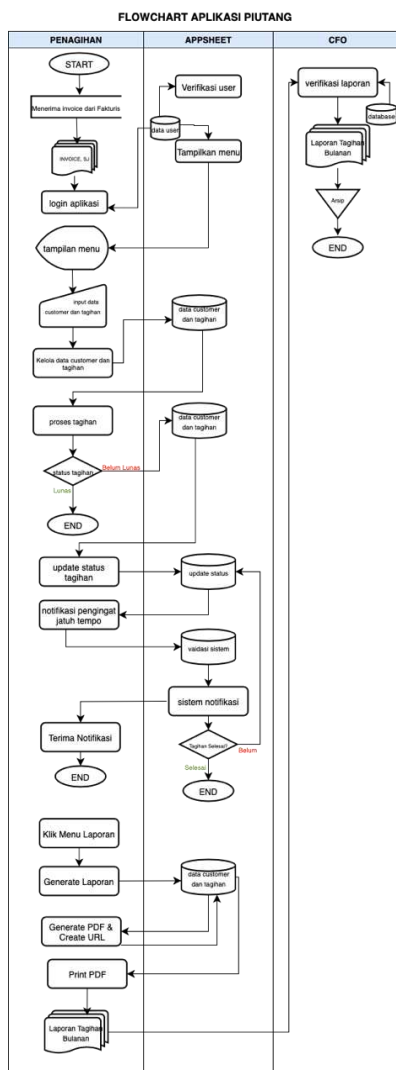 FLOWCHART APLIKASI PIUTANG
PENAGIHAN
APPSHEET
CFO
START
Menerima invoice dari Fakturis
INVOICE, SJ
login aplikasi
tampilan menu
input data
customer dan tagihan
Kelola data customer dan
tagihan
proses tagihan
status tagihan
Belum Lunas
Lunas
END
update status
tagihan
notifikasi pengingat
jatuh tempo
Terima Notifikasi
END
Klik Menu Laporan
Generate Laporan
Generate PDF &
Create URL
Print PDF
Laporan Tagihan
Bulanan
Verifikasi user
data user
Tampilkan menu
data customer
dan tagihan
data customer
dan tagihan
update status
vaidasi sistem
sistem notifikasi
Tagihan Selesai?
Belum
Selesai
END
data customer
dan tagihan
verifikasi laporan
database
Laporan Tagihan
Bulanan
Arsip
END